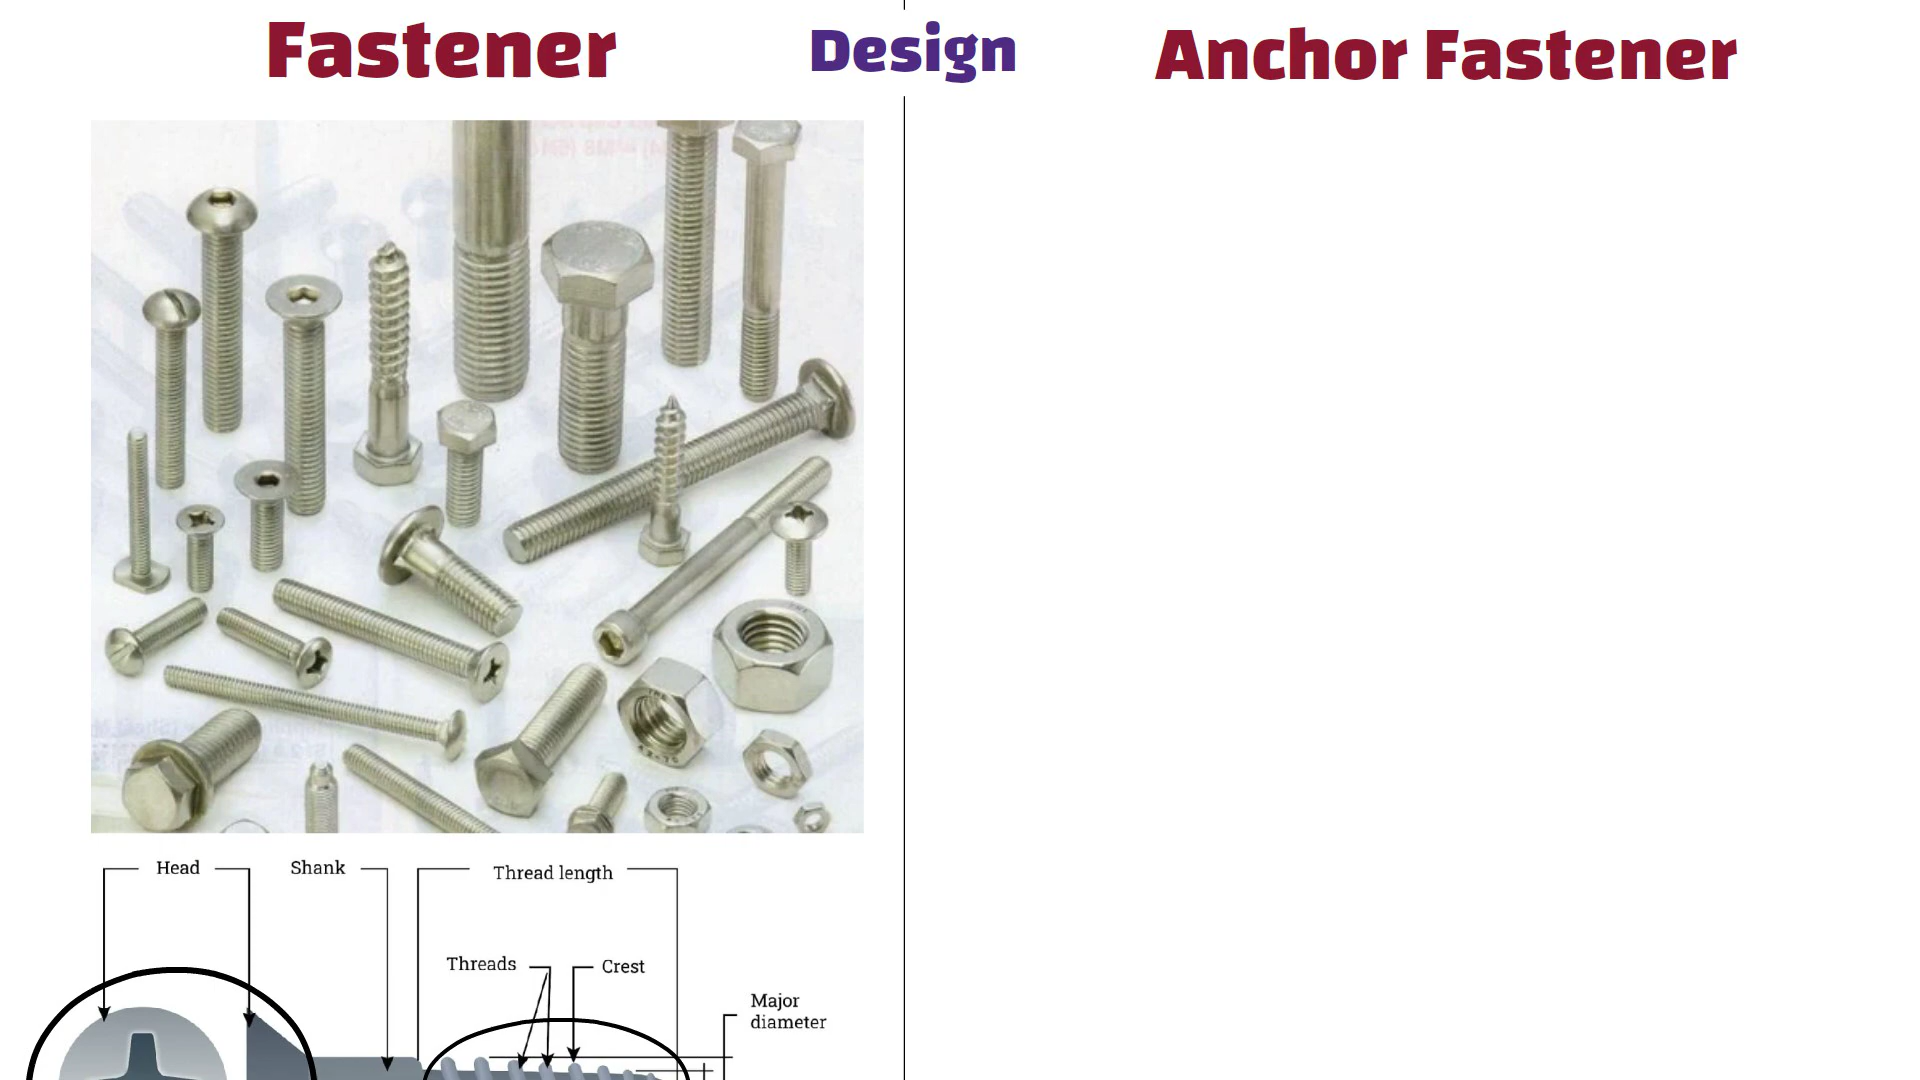 Fastener
Design
Anchor Fastener
Head
Shank
Thread length
Threads
Crest
Major
diameter